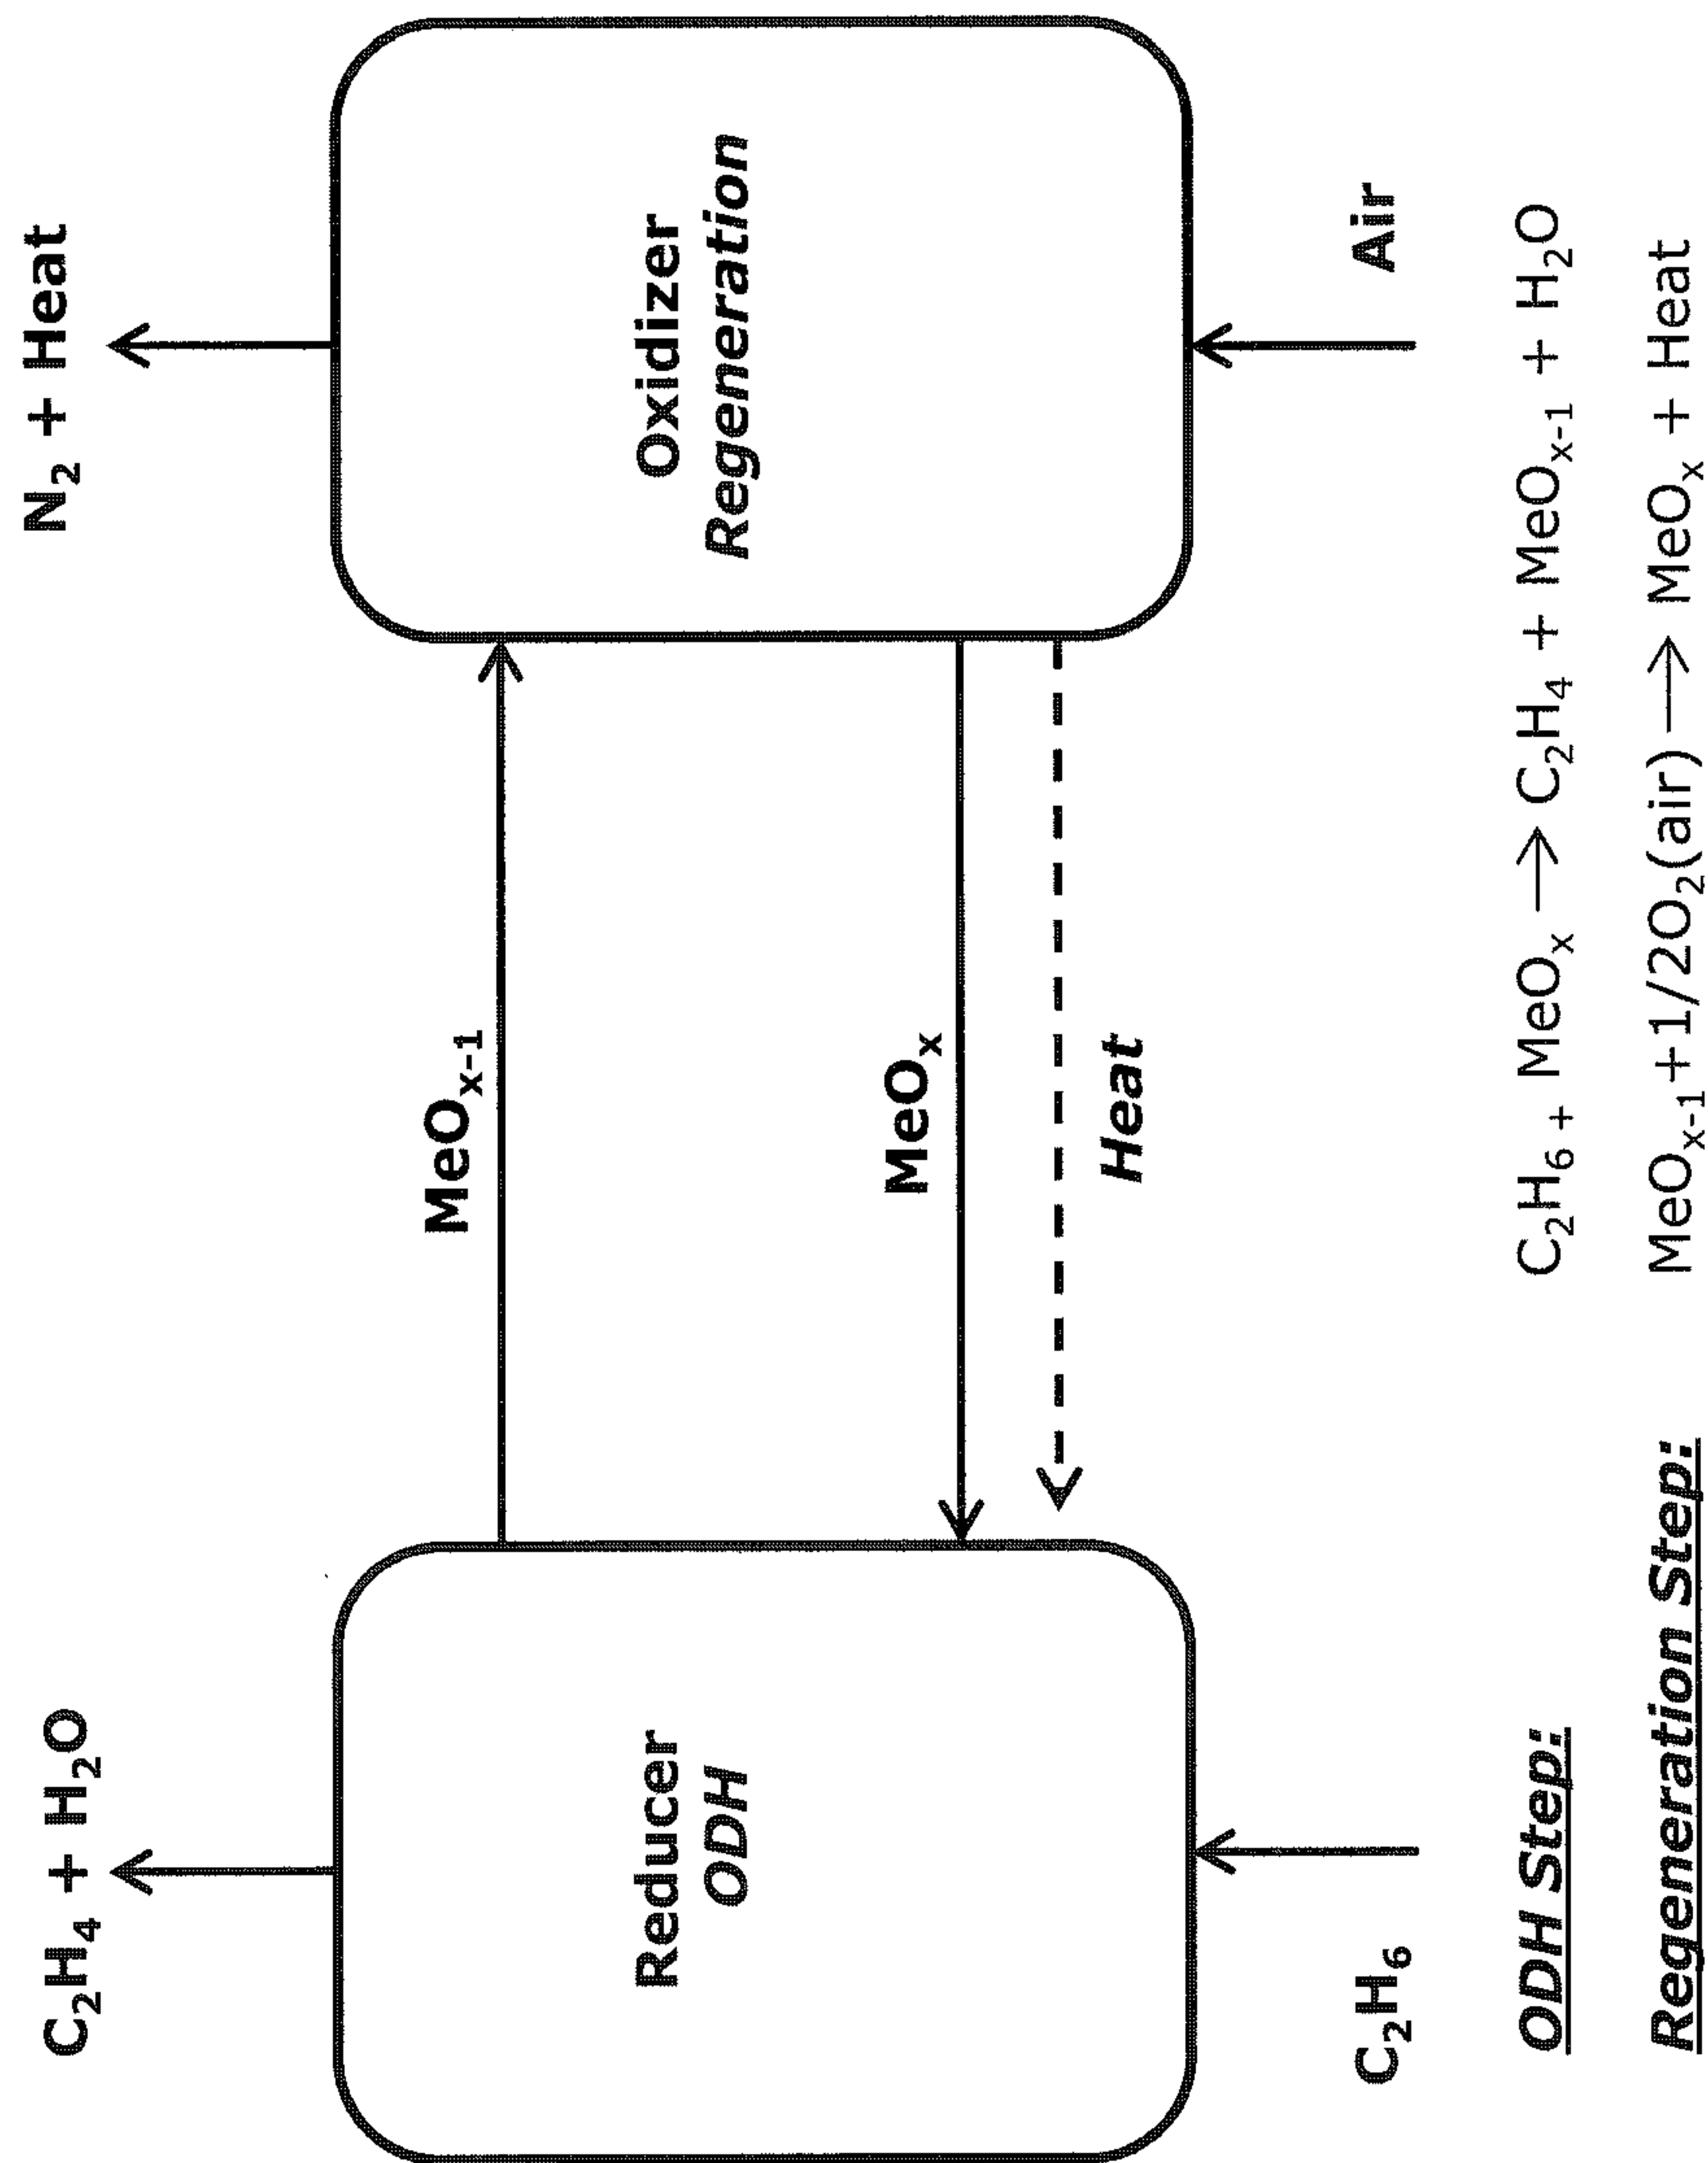 C₂H₄ + H₂O
N₂ + Heat
Reducer
ODH
MeOₓ₋₁
MeOₓ
Heat
Oxidizer
Regeneration
C₂H₆
Air
ODH Step:
C₂H₆ + MeOₓ → C₂H₄ + MeOₓ₋₁ + H₂O
Regeneration Step:
MeOₓ₋₁+1/2O₂(air) → MeOₓ + Heat